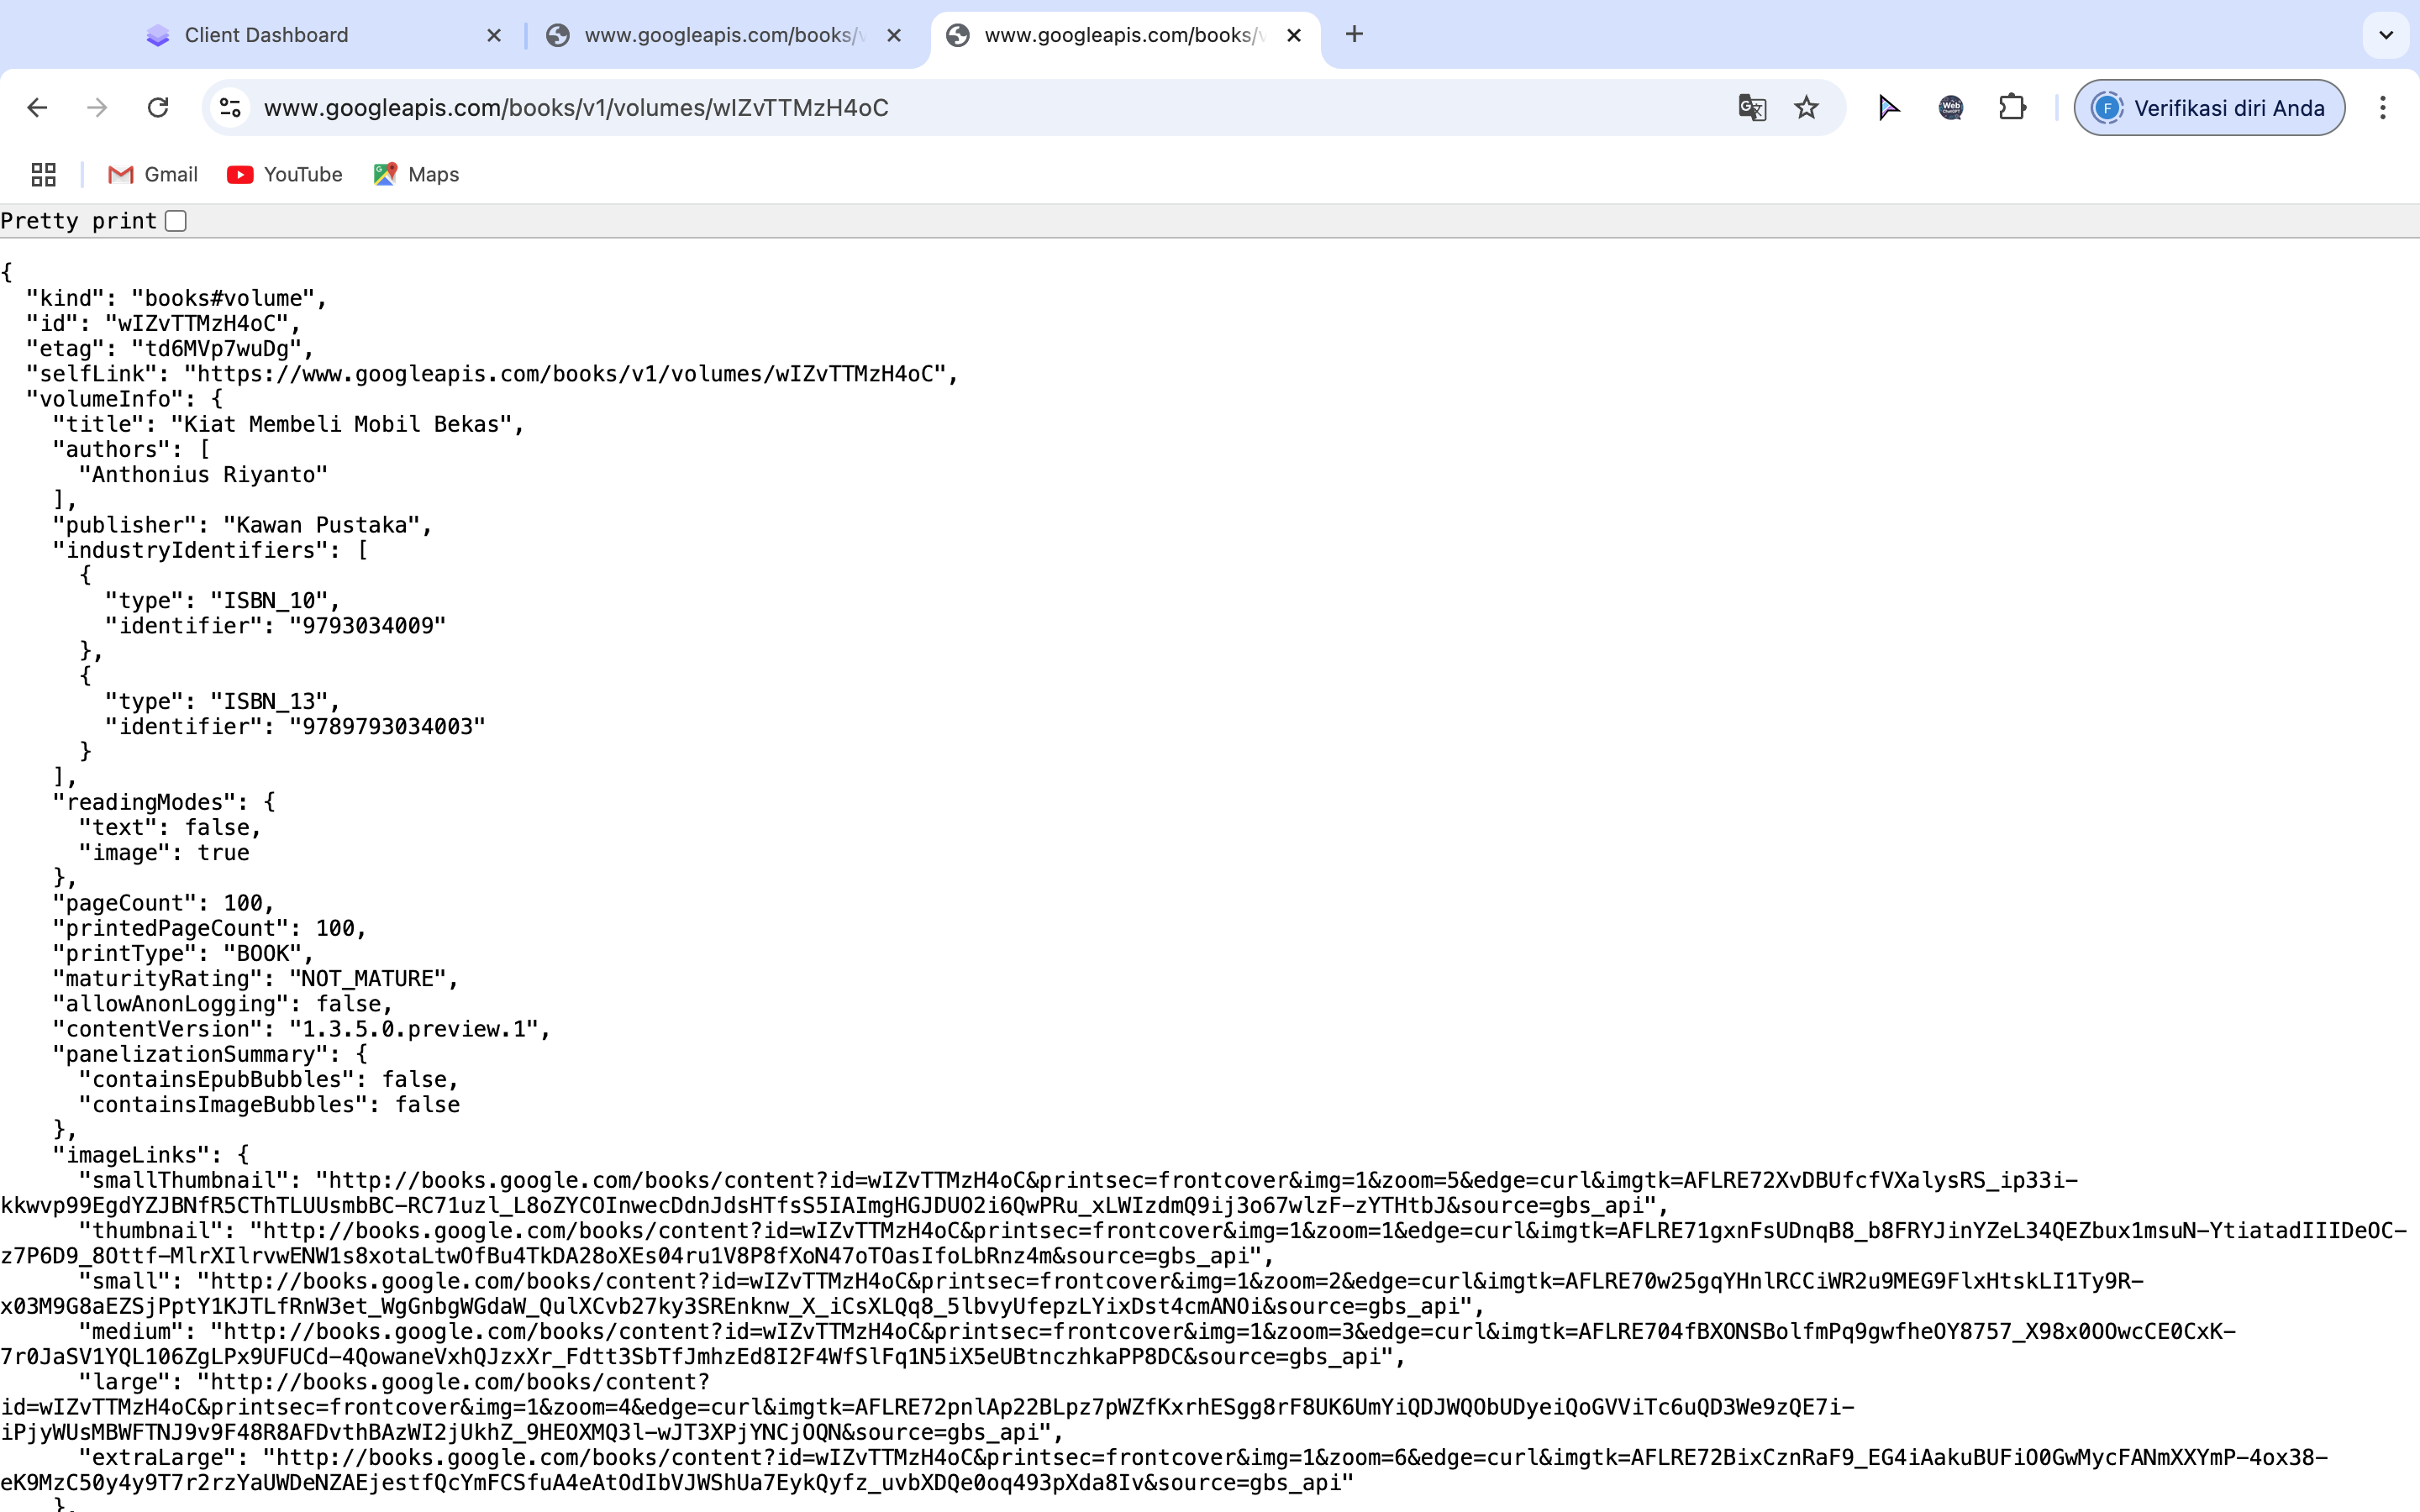 Client Dashboard
www.googleapis.com/books/v
www.googleapis.com/books/v
www.googleapis.com/books/v1/volumes/wIZvTTMzH4oC
Verifikasi diri Anda
Gmail
YouTube
Maps
Pretty print
{
  "kind": "books#volume",
  "id": "wIZvTTMzH4oC",
  "etag": "td6MVp7wuDg",
  "selfLink": "https://www.googleapis.com/books/v1/volumes/wIZvTTMzH4oC",
  "volumeInfo": {
    "title": "Kiat Membeli Mobil Bekas",
    "authors": [
      "Anthonius Riyanto"
    ],
    "publisher": "Kawan Pustaka",
    "industryIdentifiers": [
      {
        "type": "ISBN_10",
        "identifier": "9793034009"
      },
      {
        "type": "ISBN_13",
        "identifier": "9789793034003"
      }
    ],
    "readingModes": {
      "text": false,
      "image": true
    },
    "pageCount": 100,
    "printedPageCount": 100,
    "printType": "BOOK",
    "maturityRating": "NOT_MATURE",
    "allowAnonLogging": false,
    "contentVersion": "1.3.5.0.preview.1",
    "panelizationSummary": {
      "containsEpubBubbles": false,
      "containsImageBubbles": false
    },
    "imageLinks": {
      "smallThumbnail": "http://books.google.com/books/content?id=wIZvTTMzH4oC&printsec=frontcover&img=1&zoom=5&edge=curl&imgtk=AFLRE72XvDBUfcfVXalysRS_ip33i-
kkwvp99EgdYZJBNfR5CThTLUUsmbBC-RC71uzl_L8oZYCOInwecDdnJdsHTfsS5IAImgHGJDUO2i6QwPRu_xLWIzdmQ9ij3o67wlzF-zYTHtbJ&source=gbs_api",
      "thumbnail": "http://books.google.com/books/content?id=wIZvTTMzH4oC&printsec=frontcover&img=1&zoom=1&edge=curl&imgtk=AFLRE71gxnFsUDnqB8_b8FRYJinYZeL34QEZbux1msuN-YtiatadIIIDeOC-
z7P6D9_8Ottf-MlrXIlrvwENW1s8xotaLtwOfBu4TkDA28oXEs04ru1V8P8fXoN47oTOasIfoLbRnz4m&source=gbs_api",
      "small": "http://books.google.com/books/content?id=wIZvTTMzH4oC&printsec=frontcover&img=1&zoom=2&edge=curl&imgtk=AFLRE70w25gqYHnlRCCiWR2u9MEG9FlxHtskLI1Ty9R-
x03M9G8aEZSjPptY1KJTLfRnW3et_WgGnbgWGdaW_QulXCvb27ky3SREnknw_X_iCsXLQq8_5lbvyUfepzLYixDst4cmANOi&source=gbs_api",
      "medium": "http://books.google.com/books/content?id=wIZvTTMzH4oC&printsec=frontcover&img=1&zoom=3&edge=curl&imgtk=AFLRE704fBXONSBolfmPq9gwfheOY8757_X98x0OOwcCE0CxK-
7r0JaSV1YQL106ZgLPx9UFUCd-4QowaneVxhQJzxXr_Fdtt3SbTfJmhzEd8I2F4WfSlFq1N5iX5eUBtnczhkaPP8DC&source=gbs_api",
      "large": "http://books.google.com/books/content?
id=wIZvTTMzH4oC&printsec=frontcover&img=1&zoom=4&edge=curl&imgtk=AFLRE72pnlAp22BLpz7pWZfKxrhESgg8rF8UK6UmYiQDJWQObUDyeiQoGVViTc6uQD3We9zQE7i-
iPjyWUsMBWFTNJ9v9F48R8AFDvthBAzWI2jUkhZ_9HEOXMQ3l-wJT3XPjYNCjOQN&source=gbs_api",
      "extraLarge": "http://books.google.com/books/content?id=wIZvTTMzH4oC&printsec=frontcover&img=1&zoom=6&edge=curl&imgtk=AFLRE72BixCznRaF9_EG4iAakuBUFiO0GwMycFANmXXYmP-4ox38-
eK9MzC50y4y9T7r2rzYaUWDeNZAEjestfQcYmFCSfuA4eAtOdIbVJWShUa7EykQyfz_uvbXDQe0oq493pXda8Iv&source=gbs_api"
    },